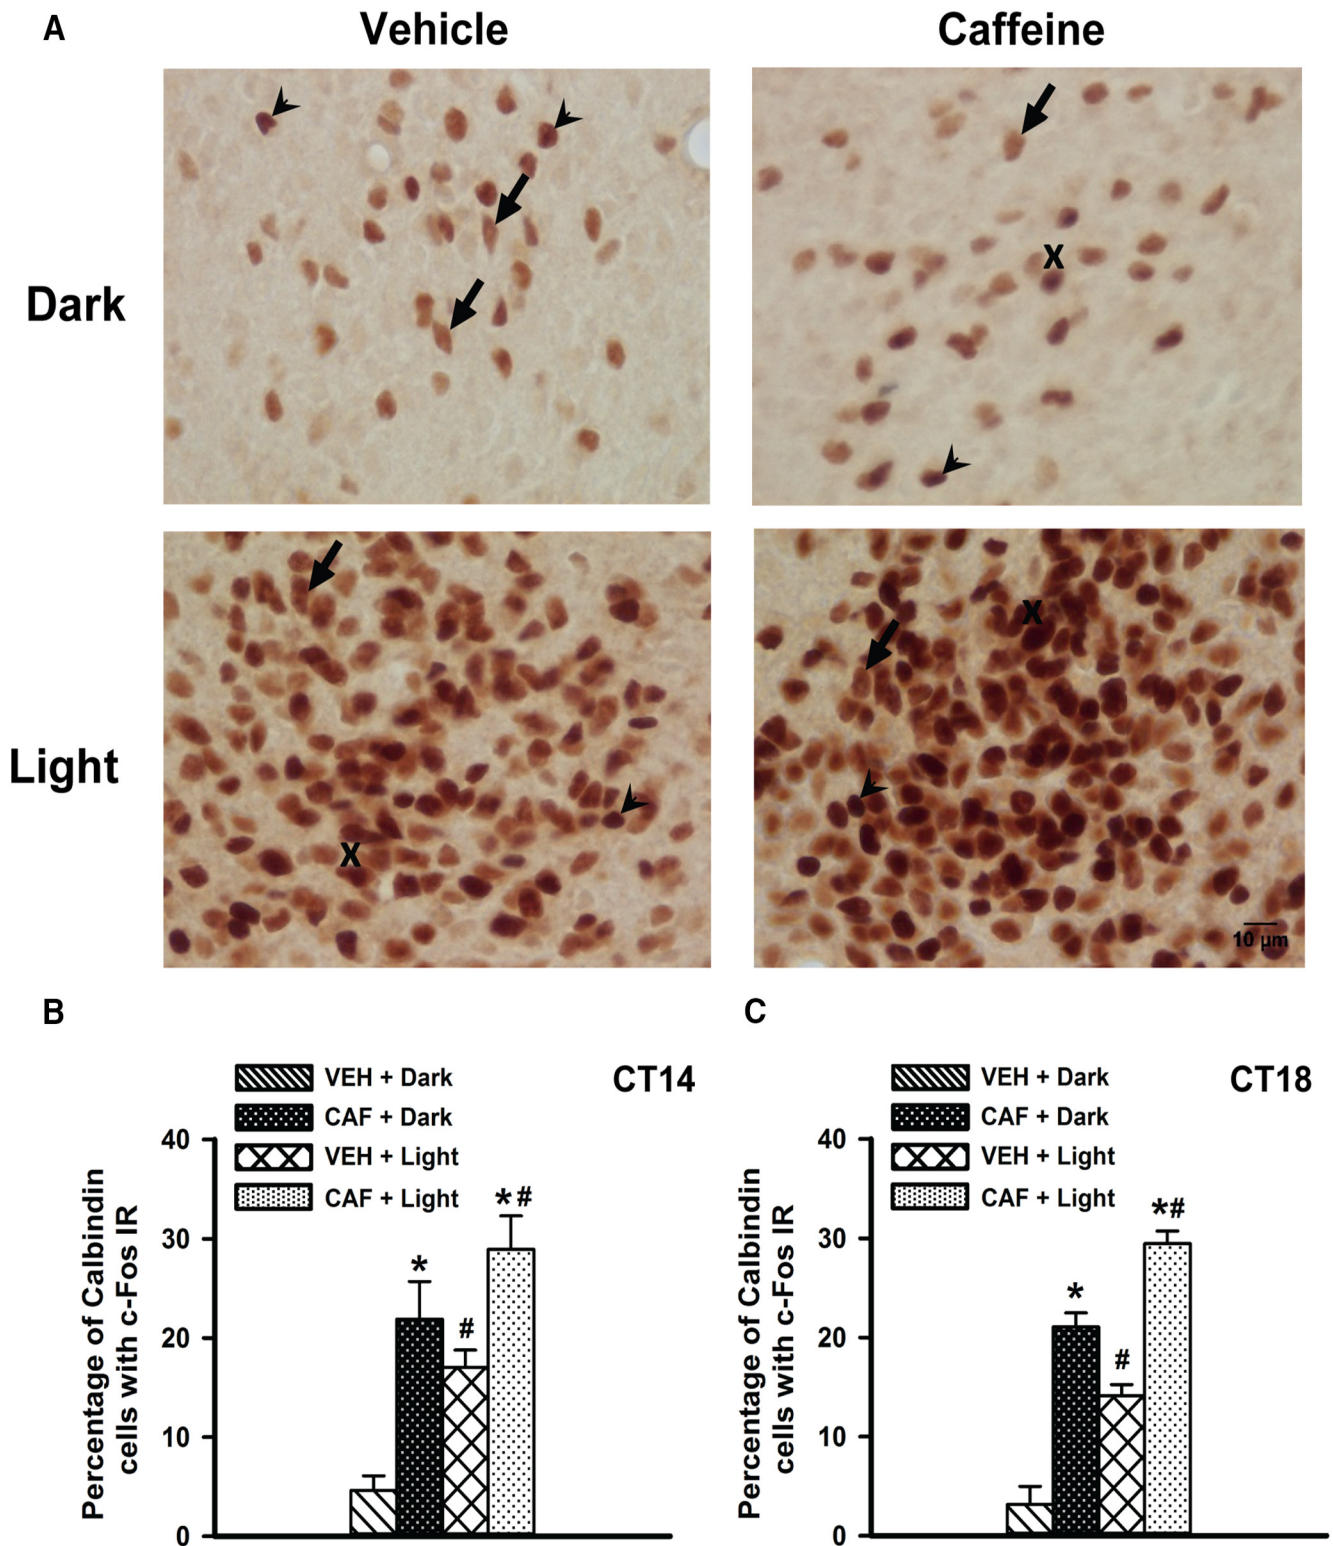 A
Vehicle
Caffeine
Dark
X
Light
X
X
10 µm
B
VEH + Dark
CAF + Dark
VEH + Light
CAF + Light
CT14
40
30
20
10
0
Percentage of Calbindin
cells with c-Fos IR
*
#
*#
C
VEH + Dark
CAF + Dark
VEH + Light
CAF + Light
CT18
40
30
20
10
0
Percentage of Calbindin
cells with c-Fos IR
*
#
*#